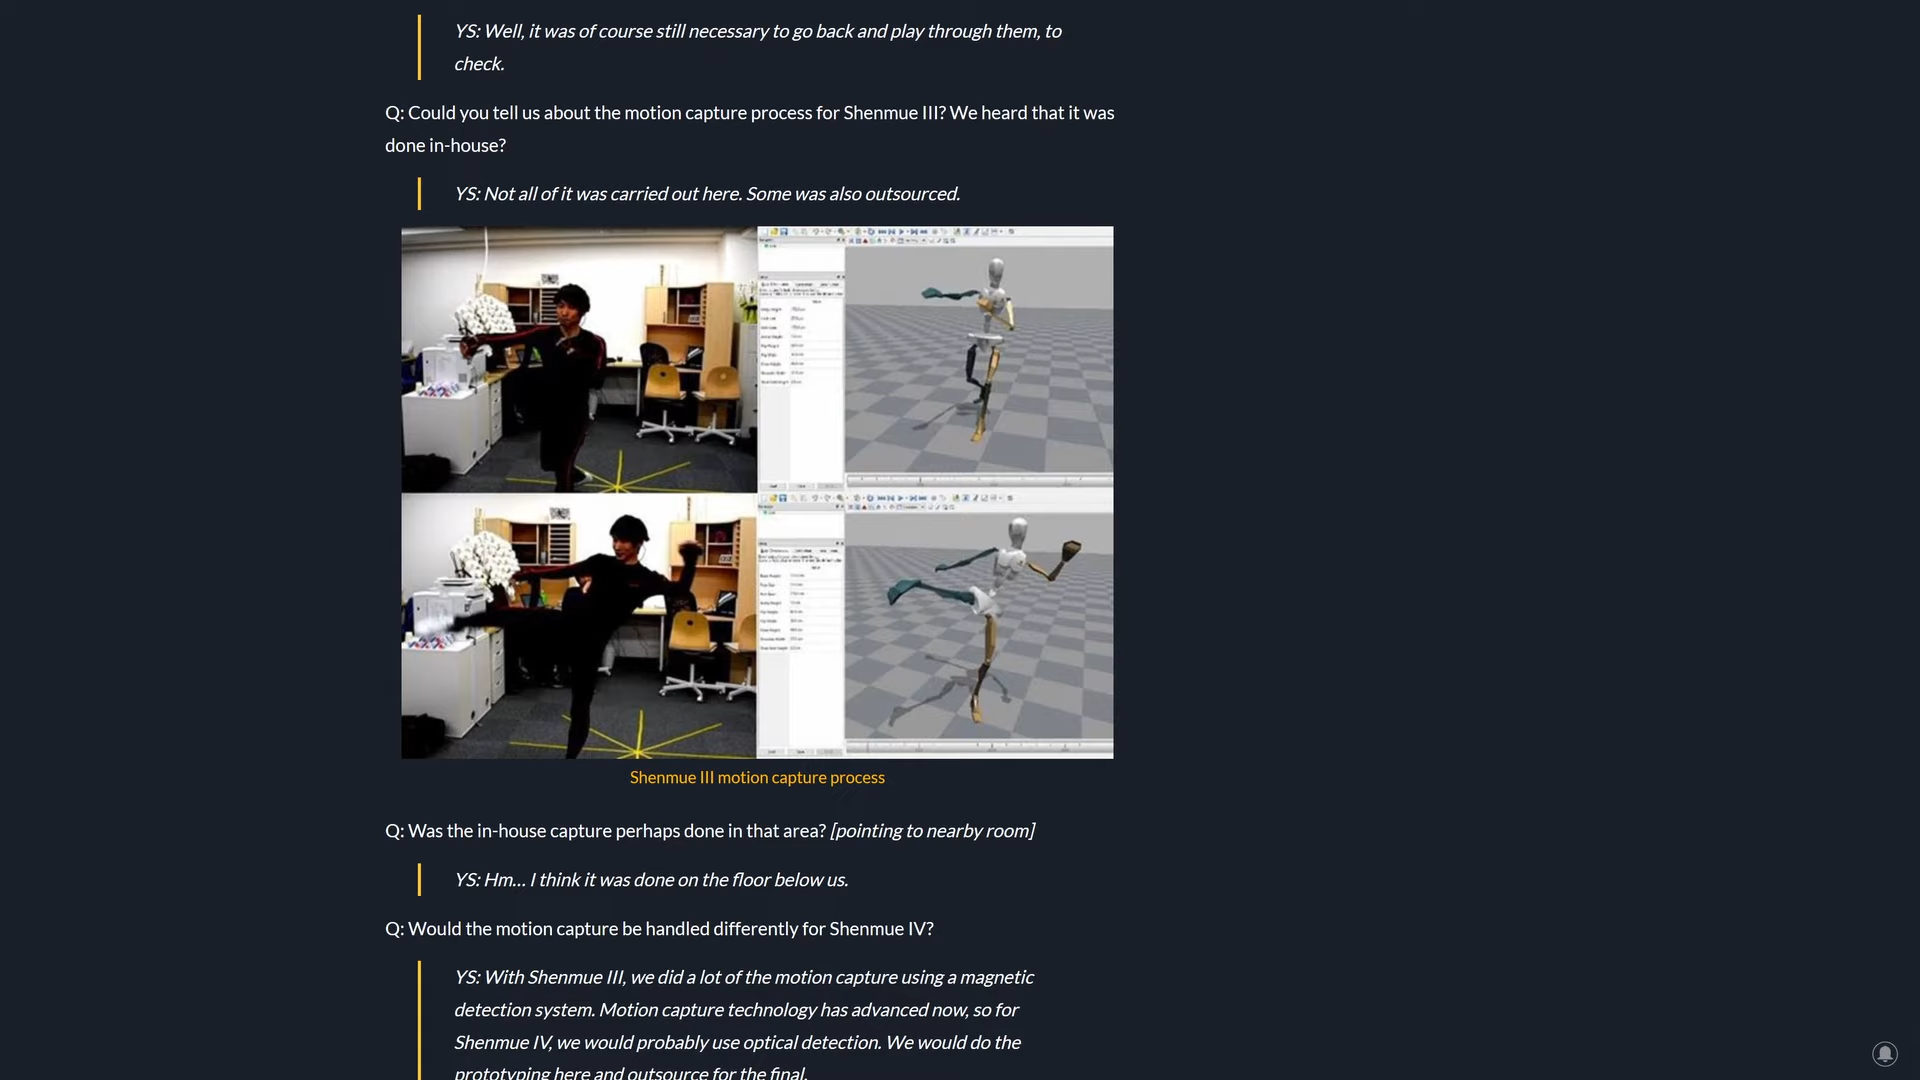 YS: Well, it was of course still necessary to go back and play through them, to
check.
Q: Could you tell us about the motion capture process for Shenmue III? We heard that it was
done in-house?
YS: Not all of it was carried out here. Some was also outsourced.
Shenmue III motion capture process
Q: Was the in-house capture perhaps done in that area? [pointing to nearby room]
YS: Hm... I think it was done on the floor below us.
Q: Would the motion capture be handled differently for Shenmue IV?
YS: With Shenmue III, we did a lot of the motion capture using a magnetic
detection system. Motion capture technology has advanced now, so for
Shenmue IV, we would probably use optical detection. We would do the
prototyping here and outsource for the final.